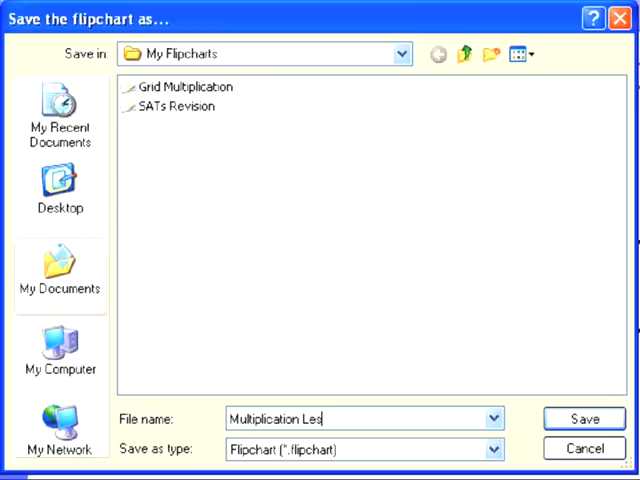 Save the flipchart as...
Save in:
My Flipcharts
Grid Multiplication
SATs Revision
My Recent
Documents
Desktop
My Documents
My Computer
My Network
File name:
Multiplication Les
Save
Save as type:
Flipchart (*.flipchart)
Cancel